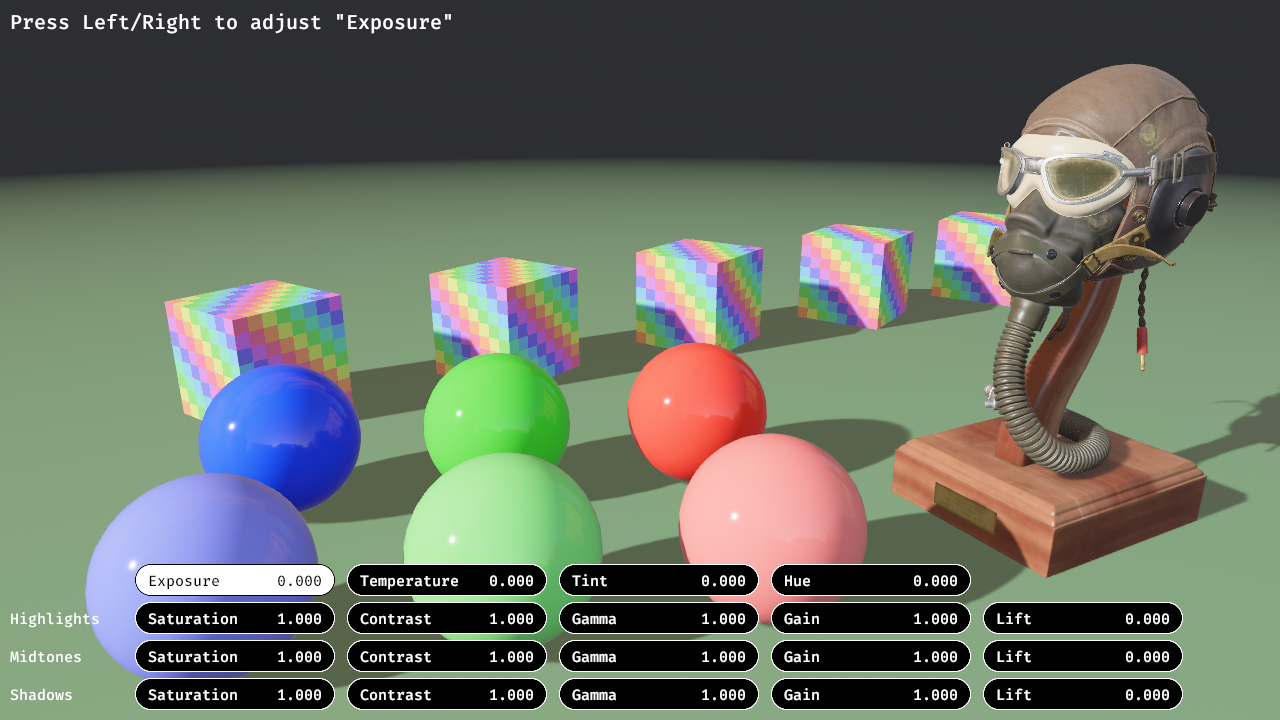 Press Left/Right to adjust "Exposure"
Exposure 0.000 Temperature 0.000 Tint 0.000 Hue 0.000
Highlights Saturation 1.000 Contrast 1.000 Gamma 1.000 Gain 1.000 Lift 0.000
Midtones Saturation 1.000 Contrast 1.000 Gamma 1.000 Gain 1.000 Lift 0.000
Shadows Saturation 1.000 Contrast 1.000 Gamma 1.000 Gain 1.000 Lift 0.000